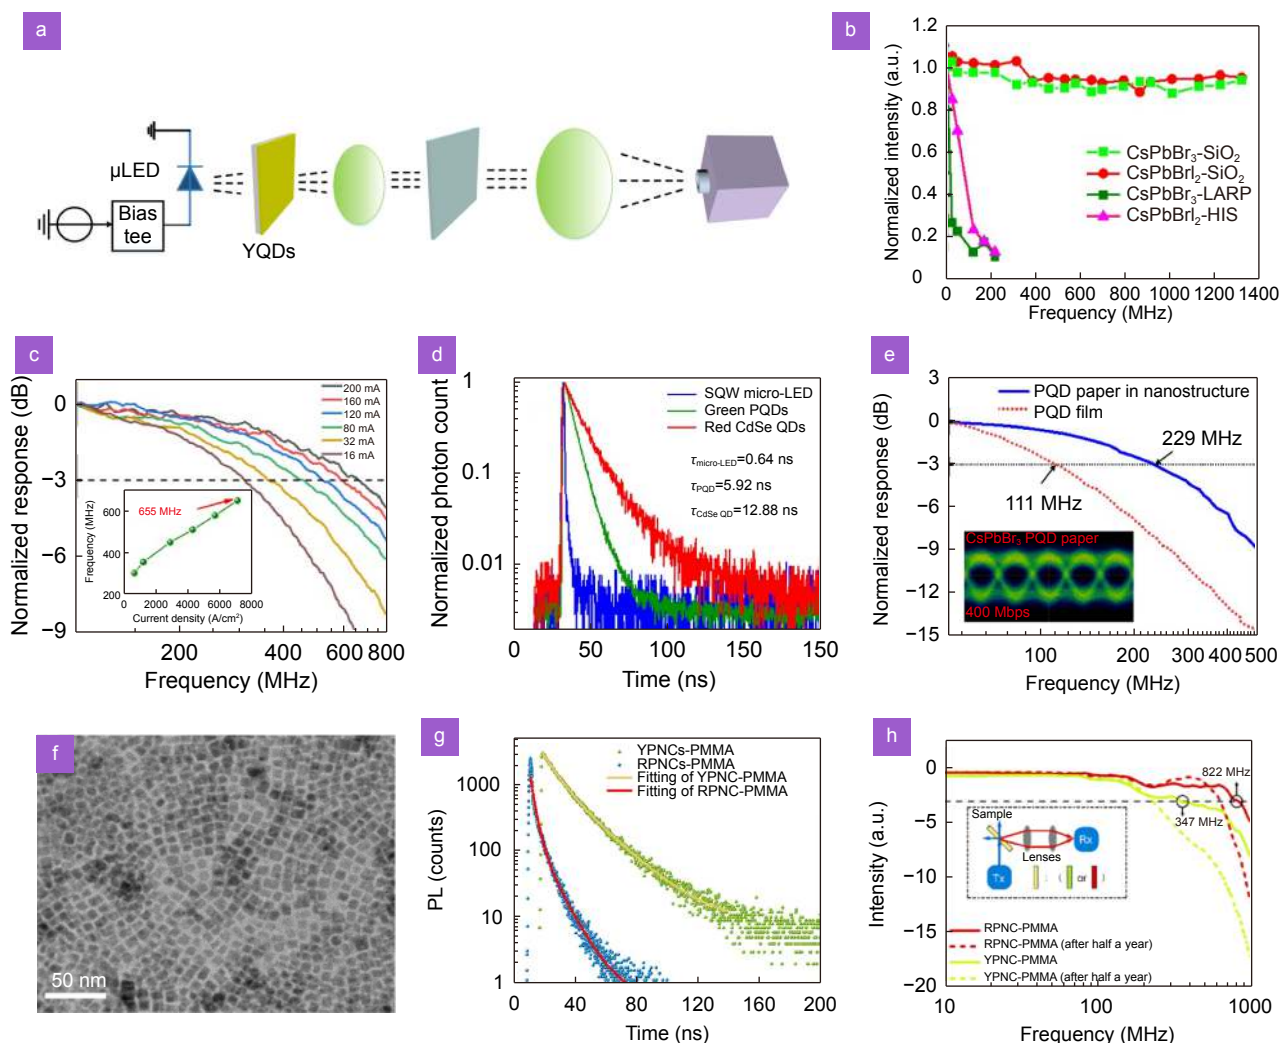 a
μLED
Bias
tee
YQDs
b
Normalized intensity (a.u.)
1.2
1.0
0.8
0.6
0.4
0.2
0
CsPbBr₃-SiO₂
CsPbBrI₂-SiO₂
CsPbBr₃-LARP
CsPbBrI₂-HIS
0 200 400 600 800 1000 1200 1400
Frequency (MHz)
c
Normalized response (dB)
0
−3
−6
−9
200 mA
160 mA
120 mA
80 mA
32 mA
16 mA
Frequency (MHz)
600
400
200
655 MHz
0 2000 4000 6000 8000
Current density (A/cm²)
200 400 600 800
Frequency (MHz)
d
Normalized photon count
1
0.1
0.01
SQW micro-LED
Green PQDs
Red CdSe QDs
τmicro-LED=0.64 ns
τPQD=5.92 ns
τCdSe QD=12.88 ns
0 50 100 150
Time (ns)
e
Normalized response (dB)
3
0
−3
−6
−9
−12
−15
PQD paper in nanostructure
PQD film
229 MHz
111 MHz
CsPbBr₃ PQD paper
400 Mbps
100 200 300 400 500
Frequency (MHz)
f
50 nm
g
PL (counts)
1000
100
10
1
YPNCs-PMMA
RPNCs-PMMA
Fitting of YPNC-PMMA
Fitting of RPNC-PMMA
0 40 80 120 160 200
Time (ns)
h
Intensity (a.u.)
0
−5
−10
−15
−20
822 MHz
347 MHz
Sample
Lenses
Rx
Tx
: ( or )
RPNC-PMMA
RPNC-PMMA (after half a year)
YPNC-PMMA
YPNC-PMMA (after half a year)
10 100 1000
Frequency (MHz)